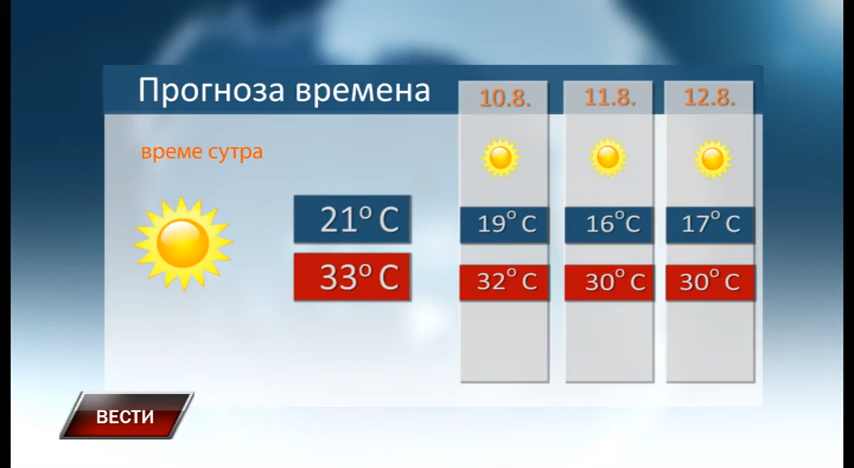 Прогноза времена
време сутра
21° C
33° C
10.8.
11.8.
12.8.
19° C
16°C
17° C
32° C
30° C
30° C
ВЕСТИ